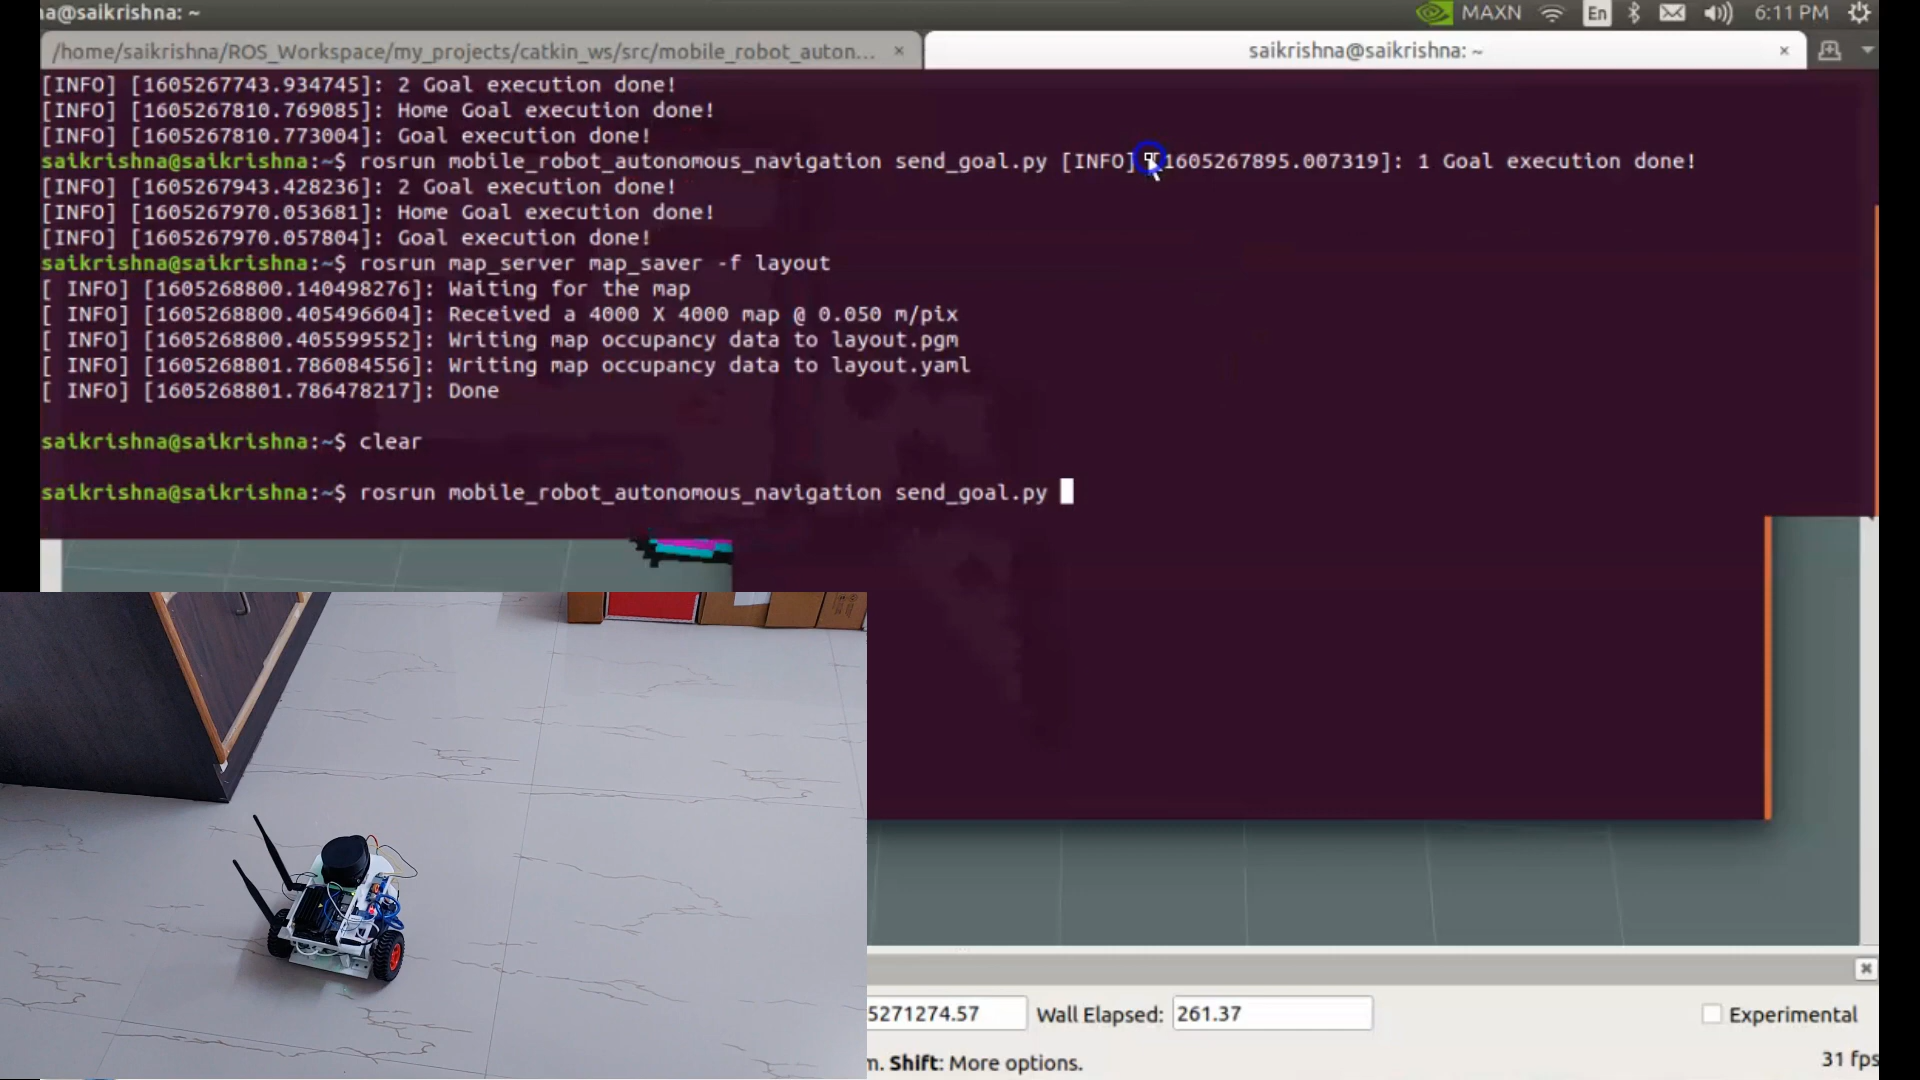 na@saikrishna: ~
MAXN
En
6:11 PM
/home/saikrishna/ROS_Workspace/my_projects/catkin_ws/src/mobile_robot_auton... ×
saikrishna@saikrishna: ~ ×
[INFO] [1605267743.934745]: 2 Goal execution done!
[INFO] [1605267810.769085]: Home Goal execution done!
[INFO] [1605267810.773004]: Goal execution done!
saikrishna@saikrishna:~$ rosrun mobile_robot_autonomous_navigation send_goal.py [INFO] [1605267895.007319]: 1 Goal execution done!
[INFO] [1605267943.428236]: 2 Goal execution done!
[INFO] [1605267970.053681]: Home Goal execution done!
[INFO] [1605267970.057804]: Goal execution done!
saikrishna@saikrishna:~$ rosrun map_server map_saver -f layout
[ INFO] [1605268800.140498276]: Waiting for the map
[ INFO] [1605268800.405496604]: Received a 4000 X 4000 map @ 0.050 m/pix
[ INFO] [1605268800.405599552]: Writing map occupancy data to layout.pgm
[ INFO] [1605268801.786084556]: Writing map occupancy data to layout.yaml
[ INFO] [1605268801.786478217]: Done
saikrishna@saikrishna:~$ clear
saikrishna@saikrishna:~$ rosrun mobile_robot_autonomous_navigation send_goal.py
5271274.57 Wall Elapsed: 261.37 Experimental
m. Shift: More options.
31 fps